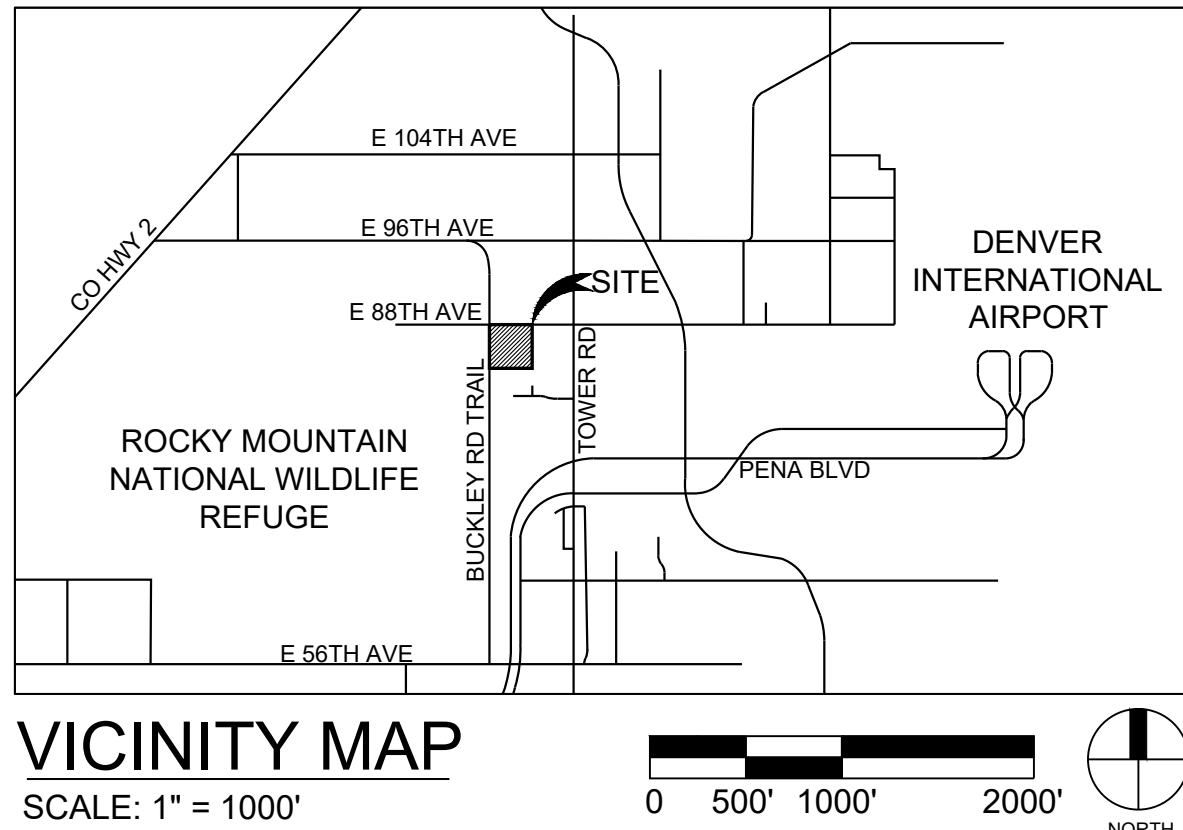 E 104TH AVE
E 96TH AVE
CO HWY 2
SITE
E 88TH AVE
DENVER
INTERNATIONAL
AIRPORT
BUCKLEY RD TRAIL
TOWER RD
ROCKY MOUNTAIN
NATIONAL WILDLIFE
REFUGE
PENA BLVD
E 56TH AVE
VICINITY MAP
SCALE: 1" = 1000'
0 500' 1000' 2000'
NORTH